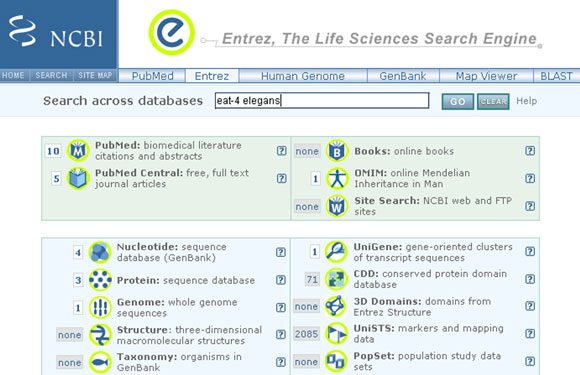 NCBI
e
Entrez, The Life Sciences Search Engine
HOME SEARCH SITE MAP PubMed Entrez Human Genome GenBank Map Viewer BLAST
Search across databases eat-4 elegans GO CLEAR Help
10 M PubMed: biomedical literature
citations and abstracts ?
5 PubMed Central: free, full text
journal articles ?
none B Books: online books ?
1 OMIM: online Mendelian
Inheritance in Man ?
none W Site Search: NCBI web and FTP
sites ?
4 Nucleotide: sequence
database (GenBank) ?
3 Protein: sequence database ?
1 Genome: whole genome
sequences ?
none Structure: three-dimensional
macromolecular structures ?
none Taxonomy: organisms in
GenBank ?
1 UniGene: gene-oriented clusters
of transcript sequences ?
71 CDD: conserved protein domain
database ?
none 3D Domains: domains from
Entrez Structure ?
2085 UniSTS: markers and mapping
data ?
none PopSet: population study data
sets ?